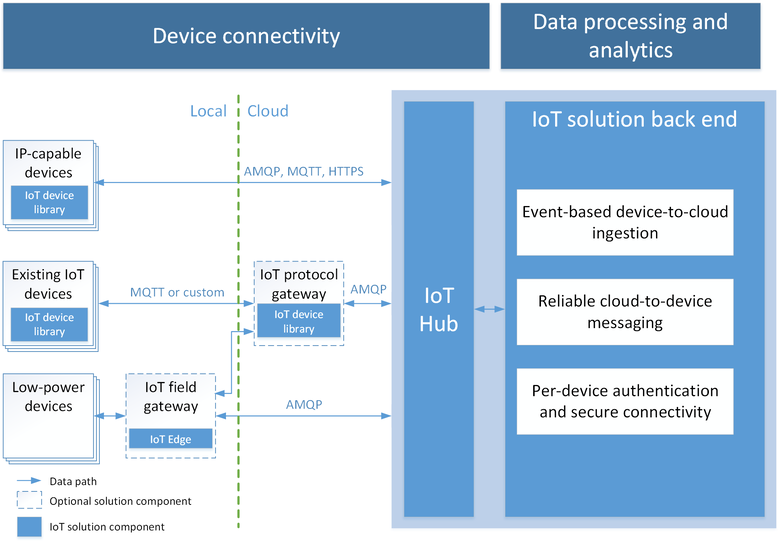 Device connectivity
Data processing and
analytics
Local
Cloud
IP-capable
devices
IoT device
library
AMQP, MQTT, HTTPS
Existing IoT
devices
IoT device
library
MQTT or custom
IoT protocol
gateway
IoT device
library
AMQP
Low-power
devices
IoT field
gateway
IoT Edge
AMQP
IoT
Hub
IoT solution back end
Event-based device-to-cloud
ingestion
Reliable cloud-to-device
messaging
Per-device authentication
and secure connectivity
Data path
Optional solution component
IoT solution component